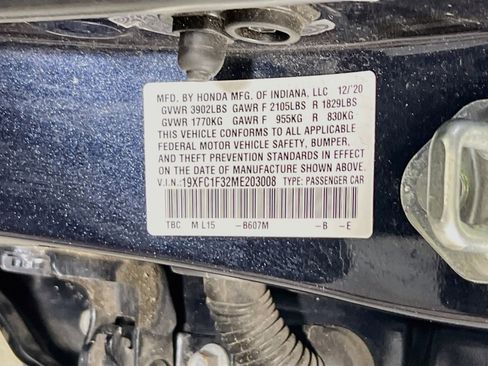 MFD. BY HONDA MFG. OF INDIANA, LLC 12/'20
GVWR 3902LBS GAWR F 2105LBS R 1829LBS
GVWR 1770KG GAWR F 955KG R 830KG
THIS VEHICLE CONFORMS TO ALL APPLICABLE
FEDERAL MOTOR VEHICLE SAFETY, BUMPER,
AND THEFT PREVENTION STANDARDS IN EFFECT
ON THE DATE OF MANUFACTURE SHOWN ABOVE.
V.I.N.:19XFC1F32ME203008 TYPE: PASSENGER CAR
TBC M L15 -B607M -B -E